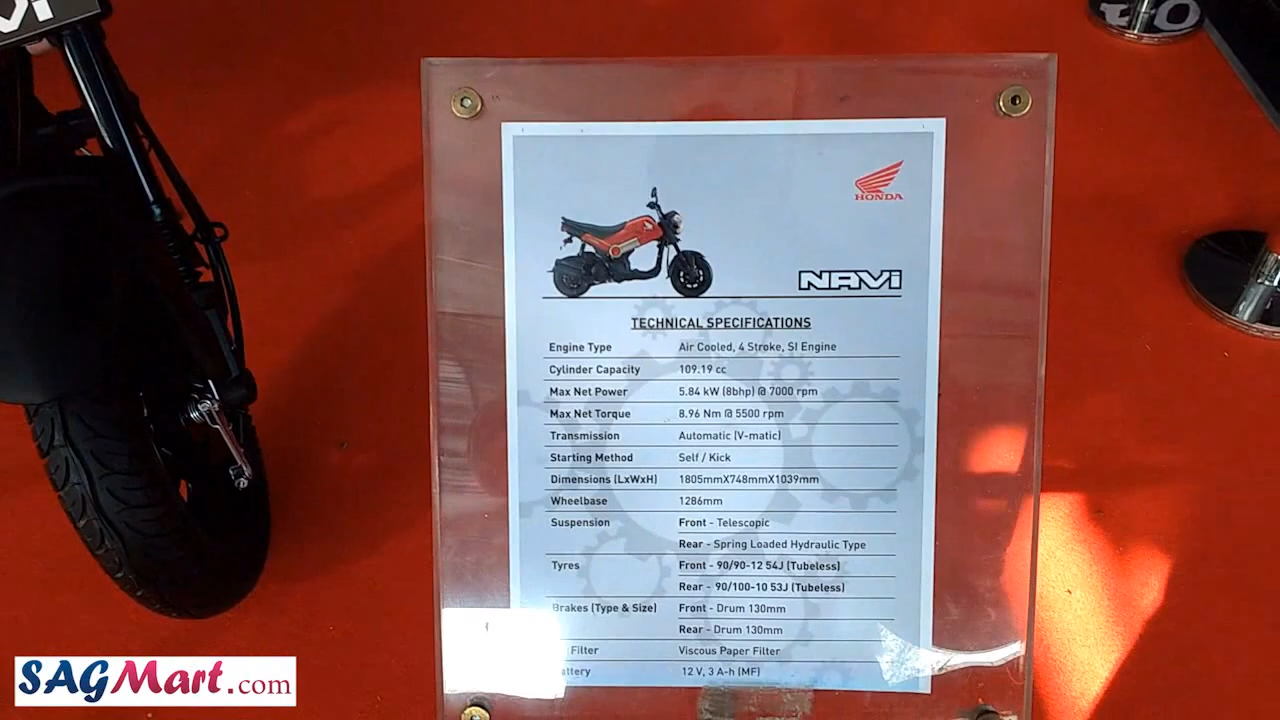 HONDA
NAVi
TECHNICAL SPECIFICATIONS
Engine Type Air Cooled, 4 Stroke, SI Engine
Cylinder Capacity 109.19 cc
Max Net Power 5.84 kW (8bhp) @ 7000 rpm
Max Net Torque 8.96 Nm @ 5500 rpm
Transmission Automatic (V-matic)
Starting Method Self / Kick
Dimensions (LxWxH) 1805mmX748mmX1039mm
Wheelbase 1286mm
Suspension Front - Telescopic
Rear - Spring Loaded Hydraulic Type
Tyres Front - 90/90-12 54J (Tubeless)
Rear - 90/100-10 53J (Tubeless)
Brakes (Type & Size) Front - Drum 130mm
Rear - Drum 130mm
Filter Viscous Paper Filter
attery 12 V, 3 A-h (MF)
SAGMart.com